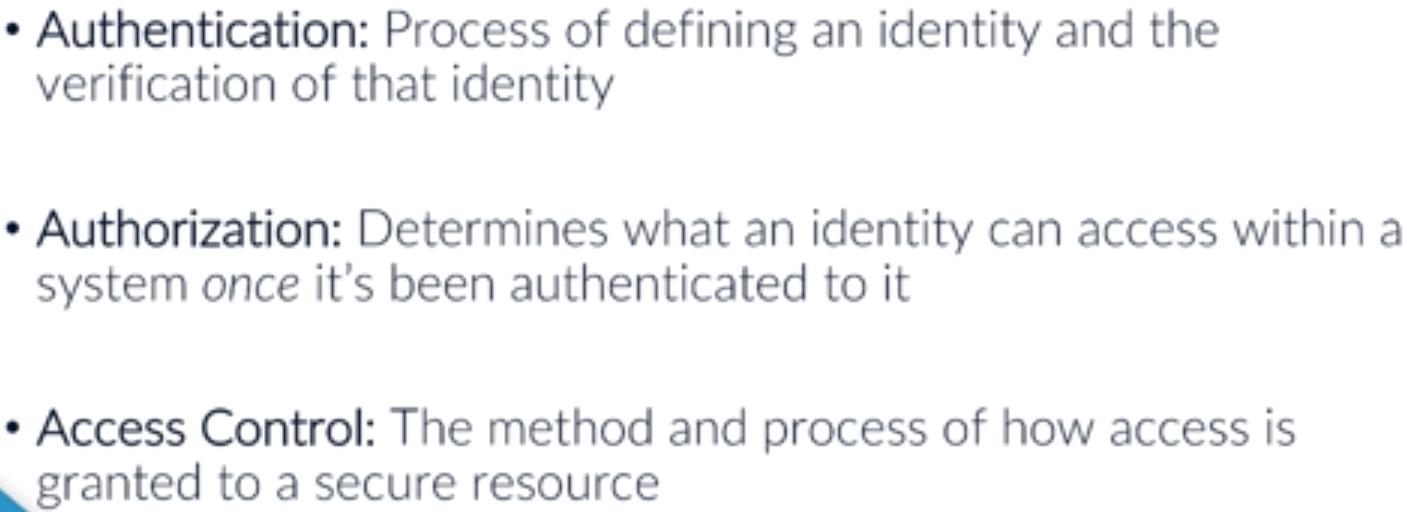 • Authentication: Process of defining an identity and the
verification of that identity
• Authorization: Determines what an identity can access within a
system once it's been authenticated to it
• Access Control: The method and process of how access is
granted to a secure resource